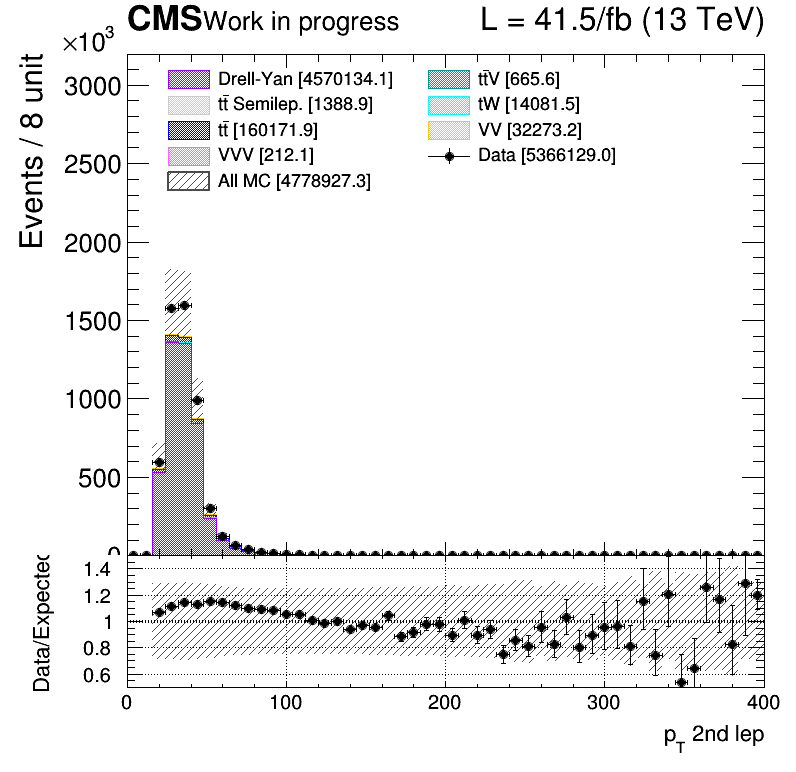 CMS Work in progress L = 41.5/fb (13 TeV)
×10³
Events / 8 unit
3000
2500
2000
1500
1000
500
0
Drell-Yan [4570134.1]
tt̄ Semilep. [1388.9]
tt̄ [160171.9]
VVV [212.1]
All MC [4778927.3]
tt̄V [665.6]
tW [14081.5]
VV [32273.2]
Data [5366129.0]
Data/Expected
1.4
1.2
1
0.8
0.6
0 100 200 300 400
p_T 2nd lep